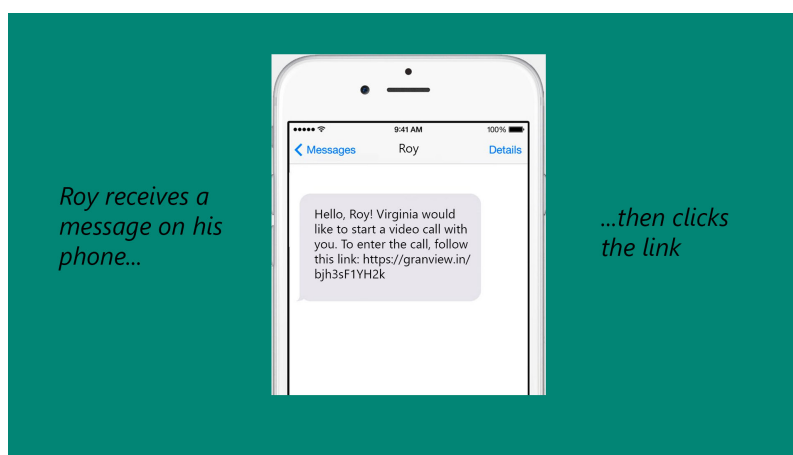 Roy receives a
message on his
phone...
9:41 AM
100%
Messages
Roy
Details
Hello, Roy! Virginia would
like to start a video call with
you. To enter the call, follow
this link: https://granview.in/
bjh3sF1YH2k
...then clicks
the link